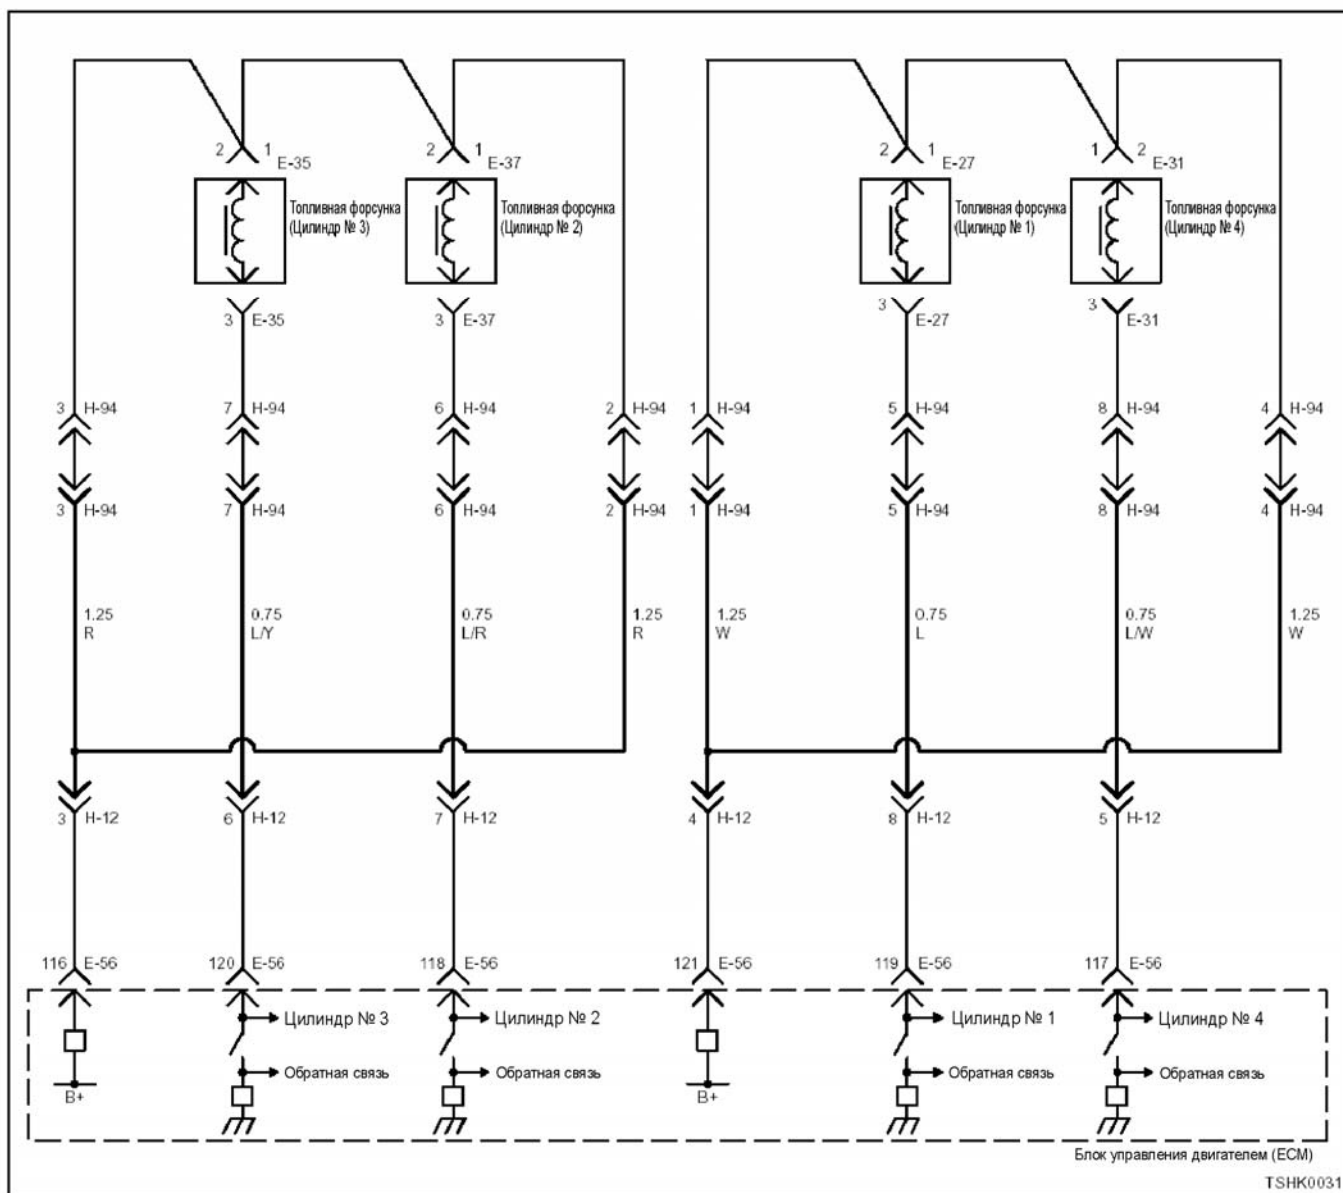 2 1 2 1 2 1 1 2
E-35 E-37 E-27 E-31
Топливная форсунка Топливная форсунка Топливная форсунка Топливная форсунка
(Цилиндр № 3) (Цилиндр № 2) (Цилиндр № 1) (Цилиндр № 4)
3 E-35 3 E-37 3 E-27 3 E-31
3 H-94 7 H-94 6 H-94 2 H-94 1 H-94 5 H-94 8 H-94 4 H-94
3 H-94 7 H-94 6 H-94 2 H-94 1 H-94 5 H-94 8 H-94 4 H-94
1.25 0.75 0.75 1.25 1.25 0.75 0.75 1.25
R L/Y L/R R W L L/W W
3 H-12 6 H-12 7 H-12 4 H-12 8 H-12 5 H-12
116 E-56 120 E-56 118 E-56 121 E-56 119 E-56 117 E-56
Цилиндр № 3 Цилиндр № 2 Цилиндр № 1 Цилиндр № 4
Обратная связь Обратная связь Обратная связь Обратная связь
B+ B+
Блок управления двигателем (ECM)
TSHK0031